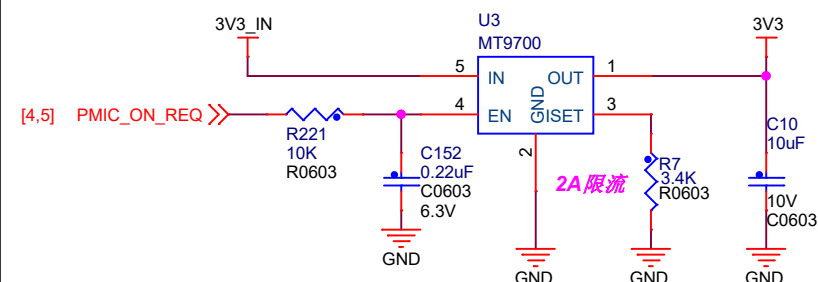 3V3_IN
U3
MT9700
3V3
5
IN
OUT
1
[4,5]
PMIC_ON_REQ
4
EN
GND
ISET
3
R221
10K
R0603
2
C152
0.22uF
C0603
6.3V
2A限流
R7
3.4K
R0603
C10
10uF
10V
C0603
GND
GND
GND
GND